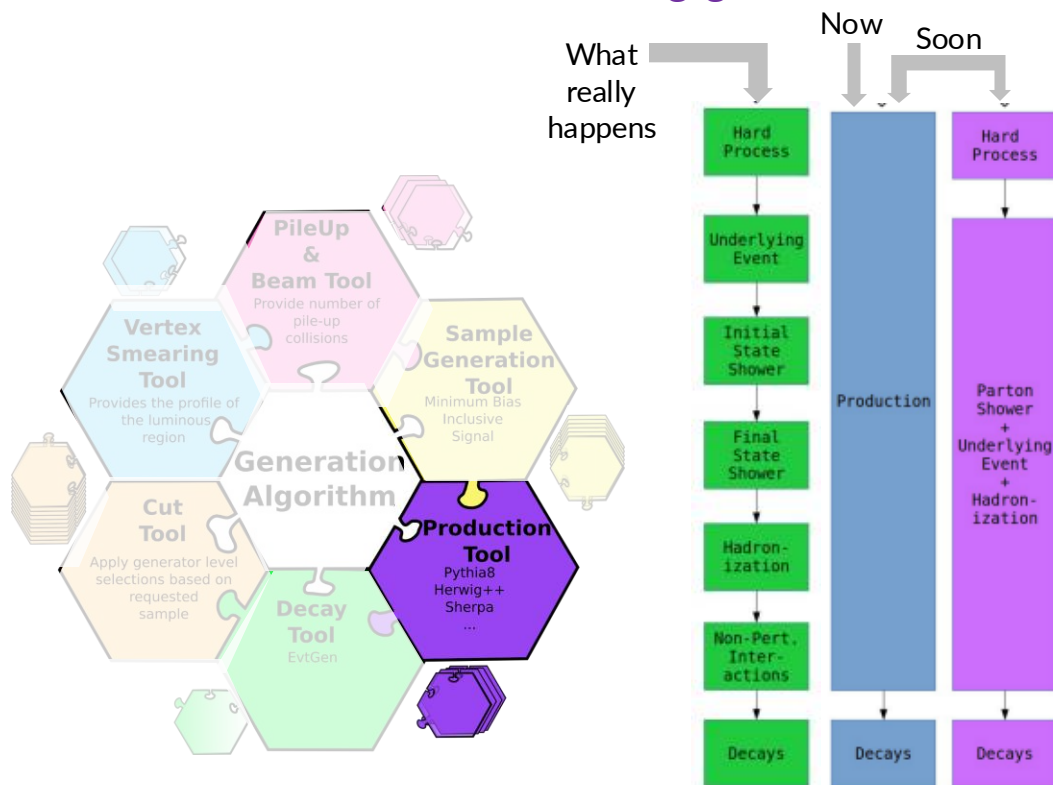 What
really
happens
Now
Soon
PileUp
&
Beam Tool
Provide number of
pile-up
collisions
Vertex
Smearing
Tool
Provides the profile of
the luminous
region
Sample
Generation
Tool
Minimum Bias
Inclusive
Signal
Generation
Algorithm
Cut
Tool
Apply generator level
selections based on
requested
sample
Production
Tool
Pythia8
Herwig++
Sherpa
...
Decay
Tool
EvtGen
Hard
Process
Underlying
Event
Initial
State
Shower
Final
State
Shower
Hadron-
ization
Non-Pert.
Inter-
actions
Decays
Production
Decays
Hard
Process
Parton
Shower
+
Underlying
Event
+
Hadron-
ization
Decays